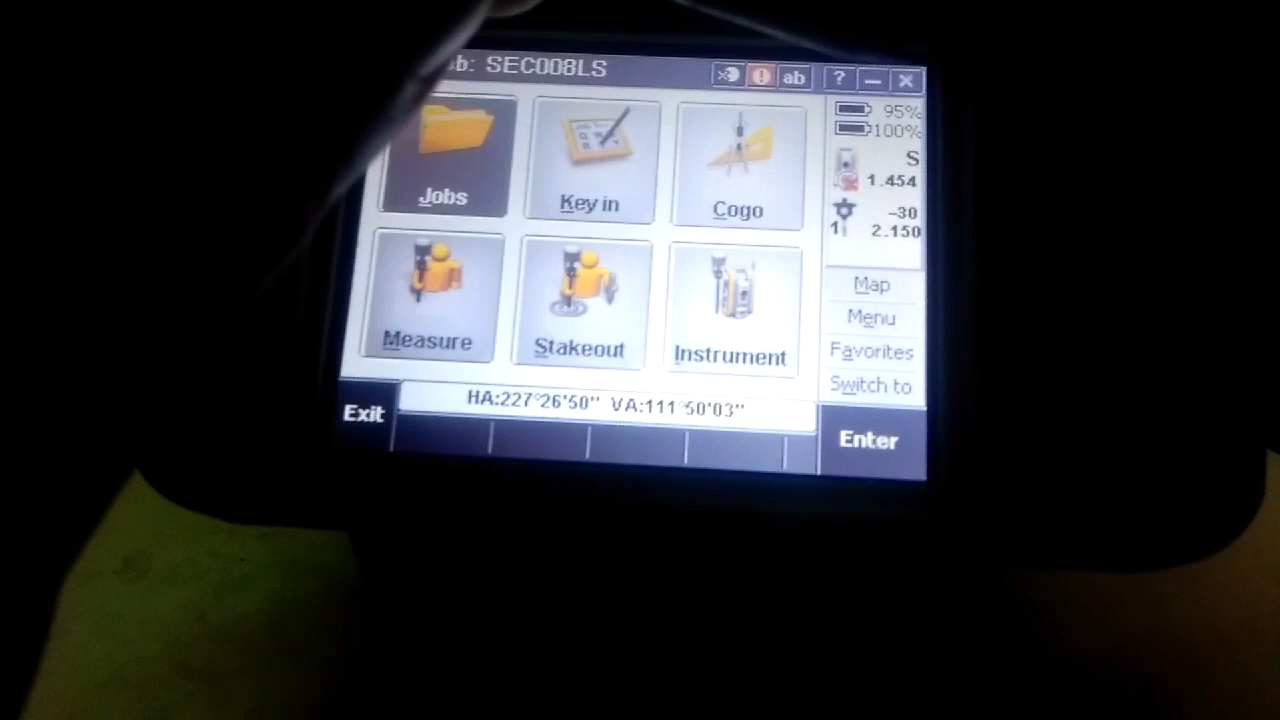 b: SEC008LS ab ?
95%
100%
Jobs Key in Cogo
S
1.454
-30
1 2.150
Measure Stakeout Instrument
Map
Menu
Favorites
Switch to
HA:227°26'50" VA:111°50'03"
Exit
Enter